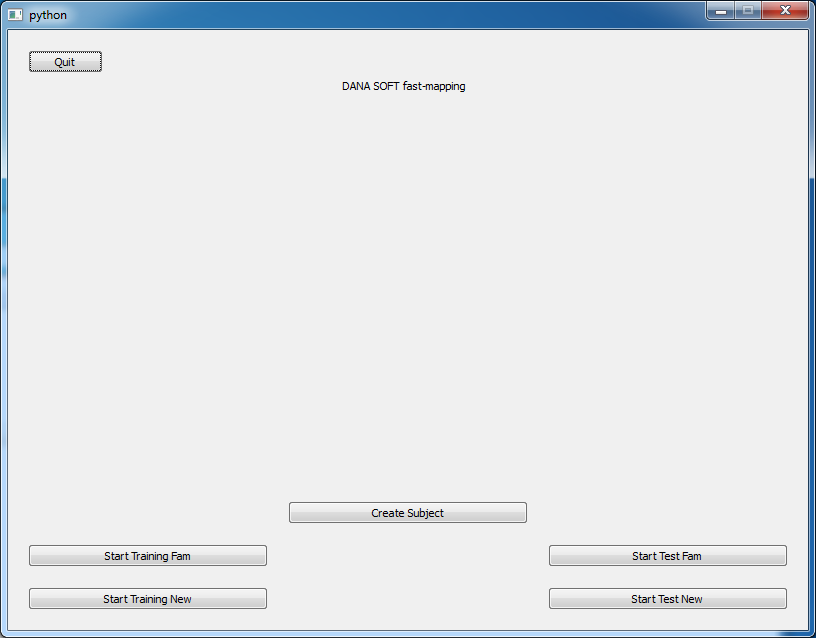 python
Quit
DANA SOFT fast-mapping
Create Subject
Start Training Fam
Start Test Fam
Start Training New
Start Test New